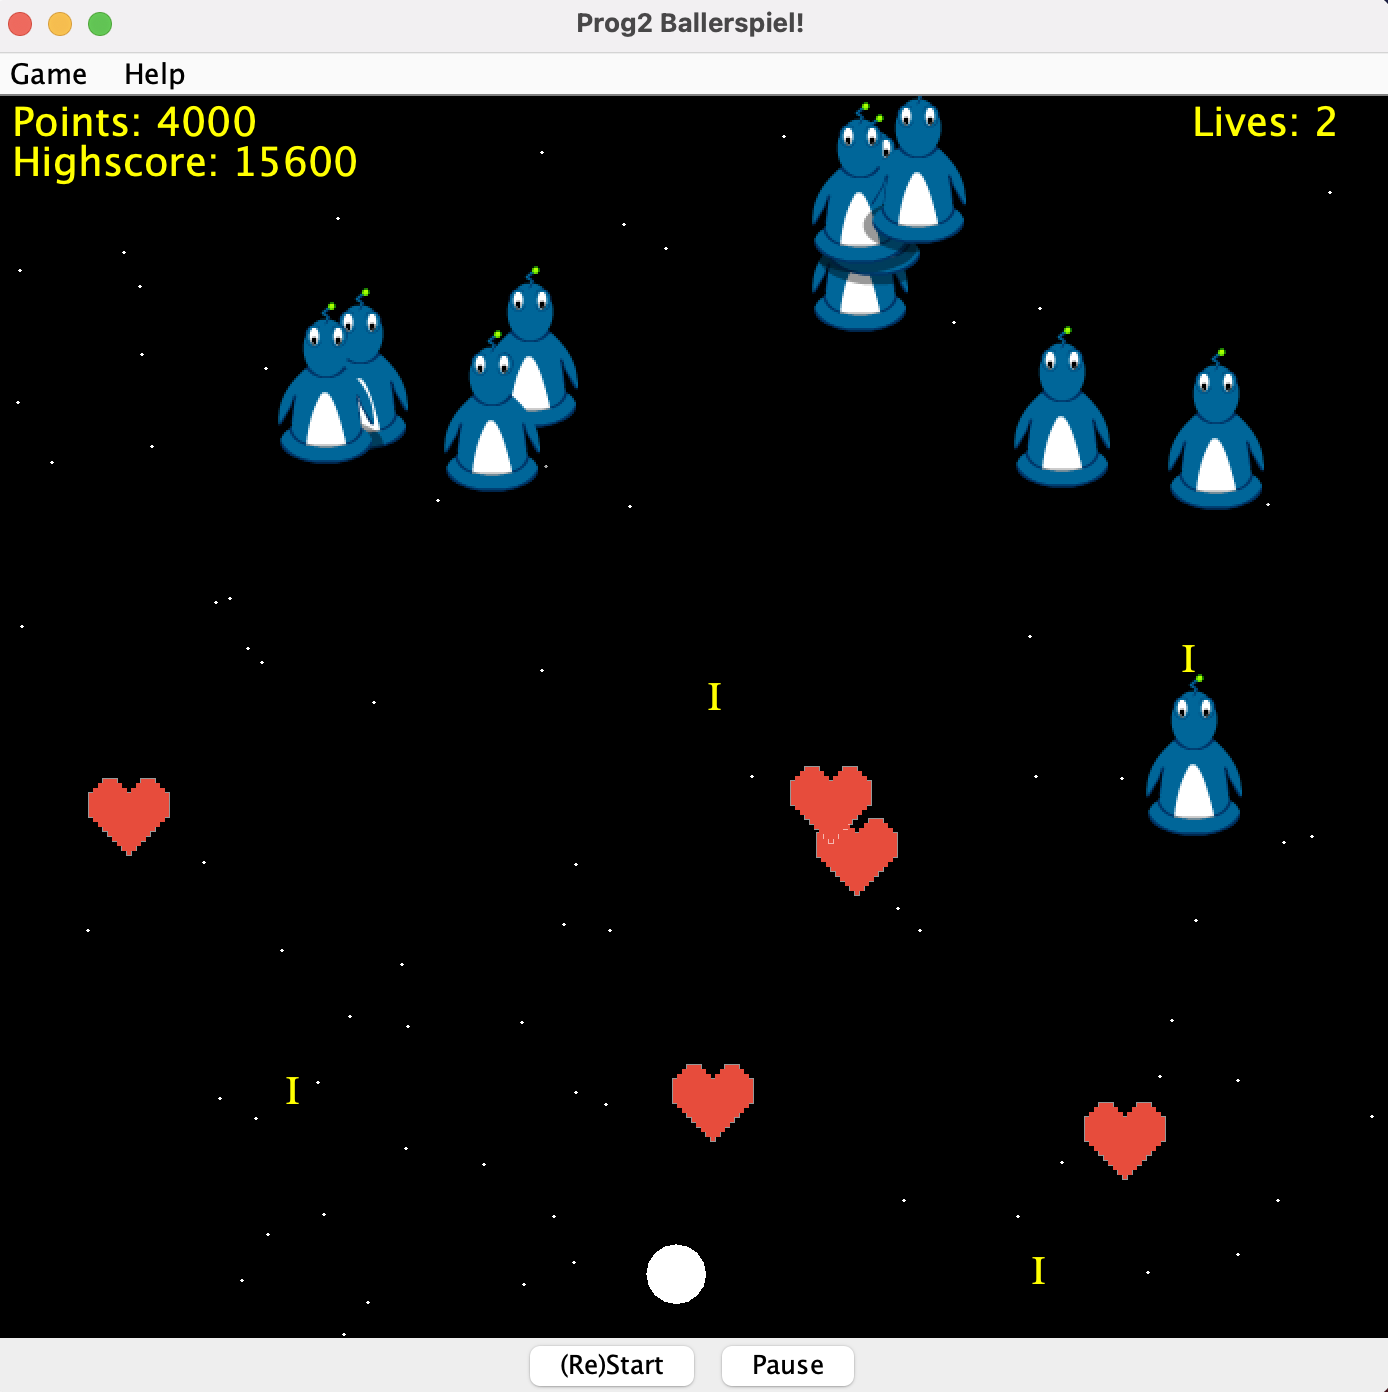 Prog2 Ballerspiel!
Game Help
Points: 4000
Lives: 2
Highscore: 15600
I
I
I
I
(Re)Start Pause